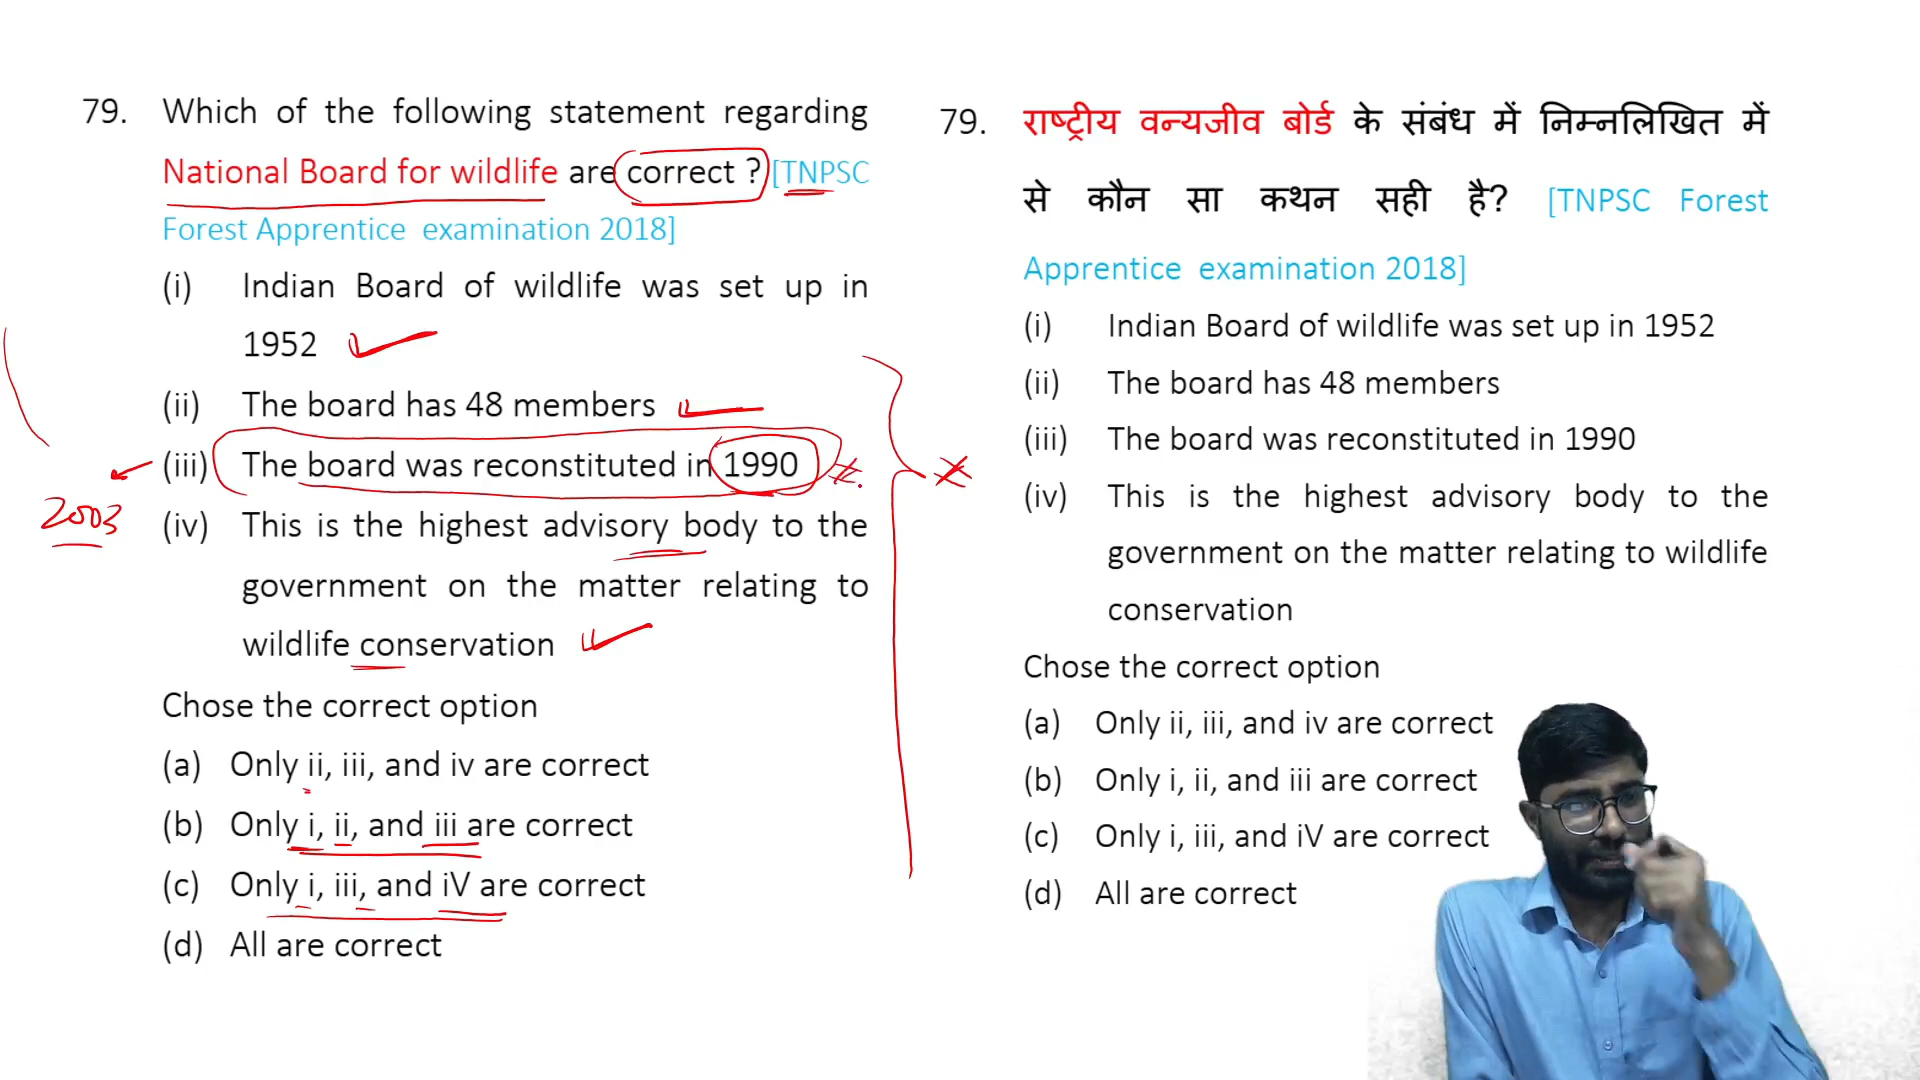 79. Which of the following statement regarding
National Board for wildlife are correct ? [TNPSC
Forest Apprentice examination 2018]
(i) Indian Board of wildlife was set up in
1952
(ii) The board has 48 members
(iii) The board was reconstituted in 1990
2003
(iv) This is the highest advisory body to the
government on the matter relating to
wildlife conservation
Chose the correct option
(a) Only ii, iii, and iv are correct
(b) Only i, ii, and iii are correct
(c) Only i, iii, and iV are correct
(d) All are correct
79. राष्ट्रीय वन्यजीव बोर्ड के संबंध में निम्नलिखित में
से कौन सा कथन सही है? [TNPSC Forest
Apprentice examination 2018]
(i) Indian Board of wildlife was set up in 1952
(ii) The board has 48 members
(iii) The board was reconstituted in 1990
(iv) This is the highest advisory body to the
government on the matter relating to wildlife
conservation
Chose the correct option
(a) Only ii, iii, and iv are correct
(b) Only i, ii, and iii are correct
(c) Only i, iii, and iV are correct
(d) All are correct